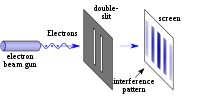 double-
slit
screen
Electrons
electron
beam gun
interference
pattern